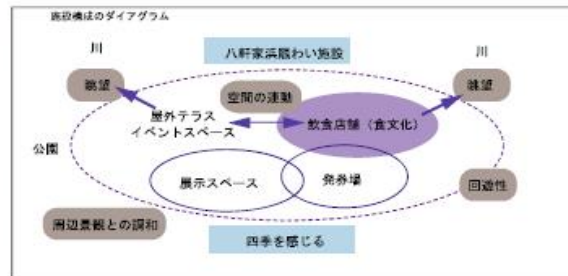 施設構成のダイアグラム
川
八軒家浜賑わい施設
川
眺望
空間の連動
眺望
屋外テラス
イベントスペース
飲食店舗（食文化）
公園
展示スペース
発券場
回遊性
周辺景観との調和
四季を感じる